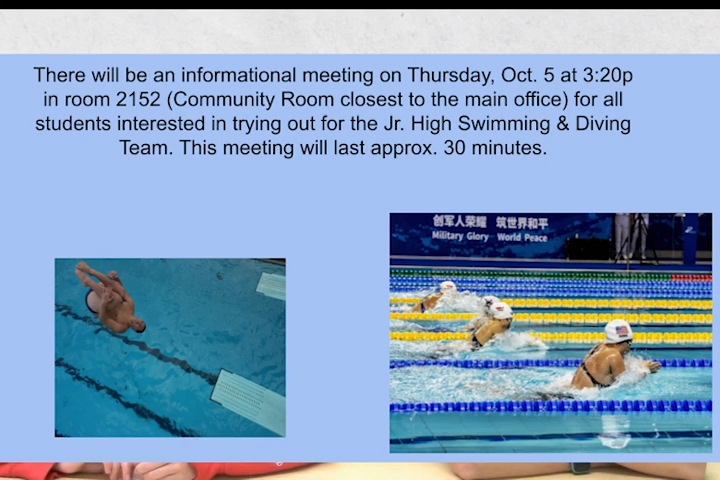 There will be an informational meeting on Thursday, Oct. 5 at 3:20p
in room 2152 (Community Room closest to the main office) for all
students interested in trying out for the Jr. High Swimming & Diving
Team. This meeting will last approx. 30 minutes.
创军人荣耀 筑世界和平
Military Glory World Peace